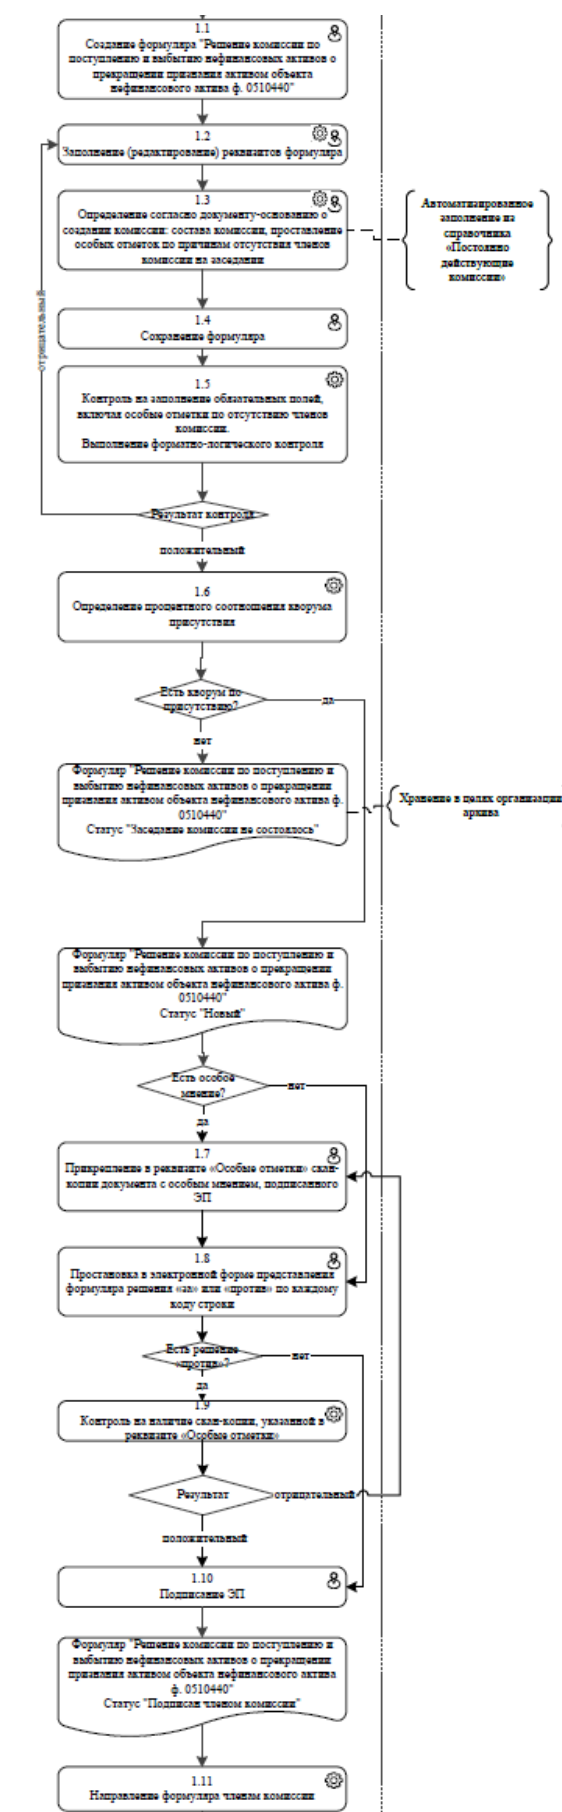 1.1
Создание формуляра "Решение комиссии по
поступлению и выбытию нефинансовых активов о
прекращении признания активом объекта
нефинансового актива ф. 0510440"
1.2
Заполнение (редактирование) реквизитов формуляра
1.3
Определение согласно документу-основанию о
создании комиссии: состава комиссии, проставление
особых отметок по причинам отсутствия членов
комиссии на заседании
Автоматизированное
заполнение из
справочника
«Постоянно
действующие
комиссии»
отрицательный
1.4
Сохранение формуляра
1.5
Контроль на заполнение обязательных полей,
включая особые отметки по отсутствию членов
комиссии.
Выполнение форматно-логического контроля
Результат контроля
положительный
1.6
Определение процентного соотношения кворума
присутствия
Есть кворум по
присутствию?
да
нет
Формуляр "Решение комиссии по поступлению и
выбытию нефинансовых активов о прекращении
признания активом объекта нефинансового актива ф.
0510440"
Статус "Заседание комиссии не состоялось"
Хранение в целях организации
архива
Формуляр "Решение комиссии по поступлению и
выбытию нефинансовых активов о прекращении
признания активом объекта нефинансового актива ф.
0510440"
Статус "Новый"
Есть особое
мнение?
нет
да
1.7
Прикрепление в реквизите «Особые отметки» скан-
копии документа с особым мнением, подписанного
ЭП
1.8
Простановка в электронной форме представления
формуляра решения «за» или «против» по каждому
коду строки
Есть решение
«против»?
нет
да
1.9
Контроль на наличие скан-копии, указанной в
реквизите «Особые отметки»
Результат
отрицательный
положительный
1.10
Подписание ЭП
Формуляр "Решение комиссии по поступлению и
выбытию нефинансовых активов о прекращении
признания активом объекта нефинансового актива
ф. 0510440"
Статус "Подписан членом комиссии"
1.11
Направление формуляра членам комиссии